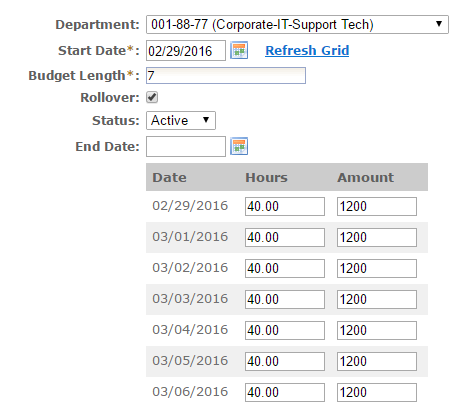 Department: 001-88-77 (Corporate-IT-Support Tech)
Start Date*: 02/29/2016 Refresh Grid
Budget Length*: 7
Rollover:
Status: Active
End Date:
Date Hours Amount
02/29/2016 40.00 1200
03/01/2016 40.00 1200
03/02/2016 40.00 1200
03/03/2016 40.00 1200
03/04/2016 40.00 1200
03/05/2016 40.00 1200
03/06/2016 40.00 1200